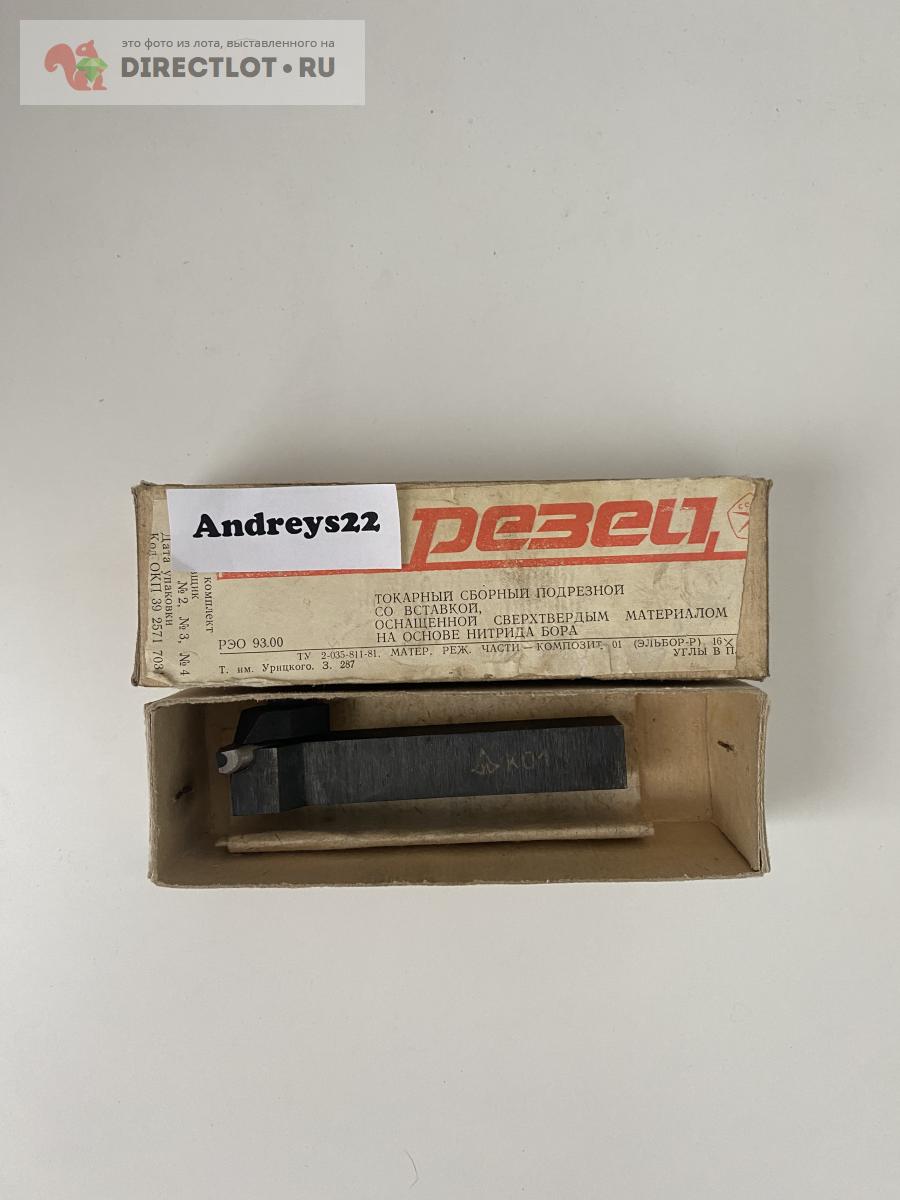 это фото из лота, выставленного на
DIRECTLOT•RU
Andreys22
резец
ТОКАРНЫЙ СБОРНЫЙ ПОДРЕЗНОЙ
СО ВСТАВКОЙ,
ОСНАЩЕННОЙ СВЕРХТВЕРДЫМ МАТЕРИАЛОМ
НА ОСНОВЕ НИТРИДА БОРА
РЭО 93.00
ТУ 2-035-811-81. МАТЕР. РЕЖ. ЧАСТИ — КОМПОЗИТ 01 (ЭЛЬБОР-Р) 16×
УГЛЫ В П
Т. им. Урицкого. З. 287
комплект
№ 2, № 3, № 4
Дата упаковки
Код ОКП 39 2571 703
К01